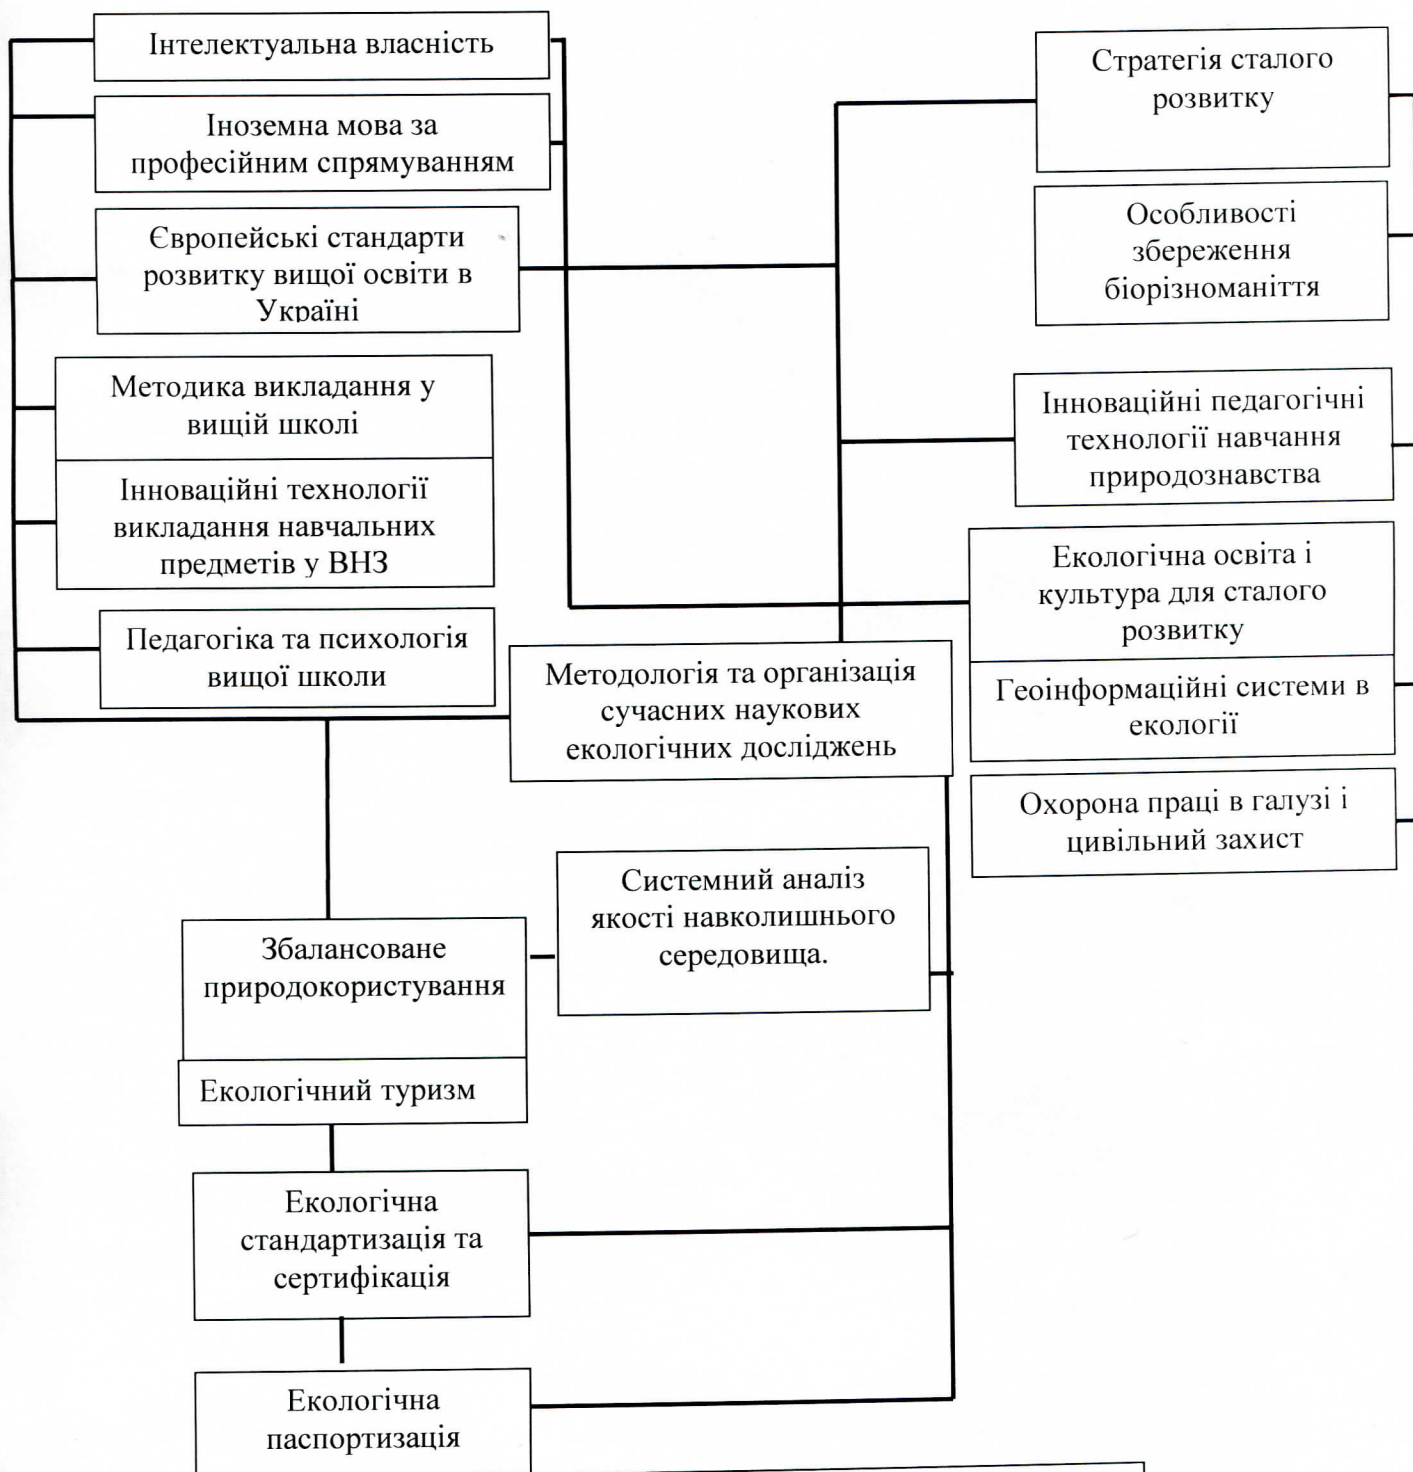 Інтелектуальна власність
Іноземна мова за
професійним спрямуванням
Європейські стандарти
розвитку вищої освіти в
Україні
Методика викладання у
вищій школі
Інноваційні технології
викладання навчальних
предметів у ВНЗ
Педагогіка та психологія
вищої школи
Стратегія сталого
розвитку
Особливості
збереження
біорізноманіття
Інноваційні педагогічні
технології навчання
природознавства
Екологічна освіта і
культура для сталого
розвитку
Геоінформаційні системи в
екології
Охорона праці в галузі і
цивільний захист
Методологія та організація
сучасних наукових
екологічних досліджень
Системний аналіз
якості навколишнього
середовища.
Збалансоване
природокористування
Екологічний туризм
Екологічна
стандартизація та
сертифікація
Екологічна
паспортизація